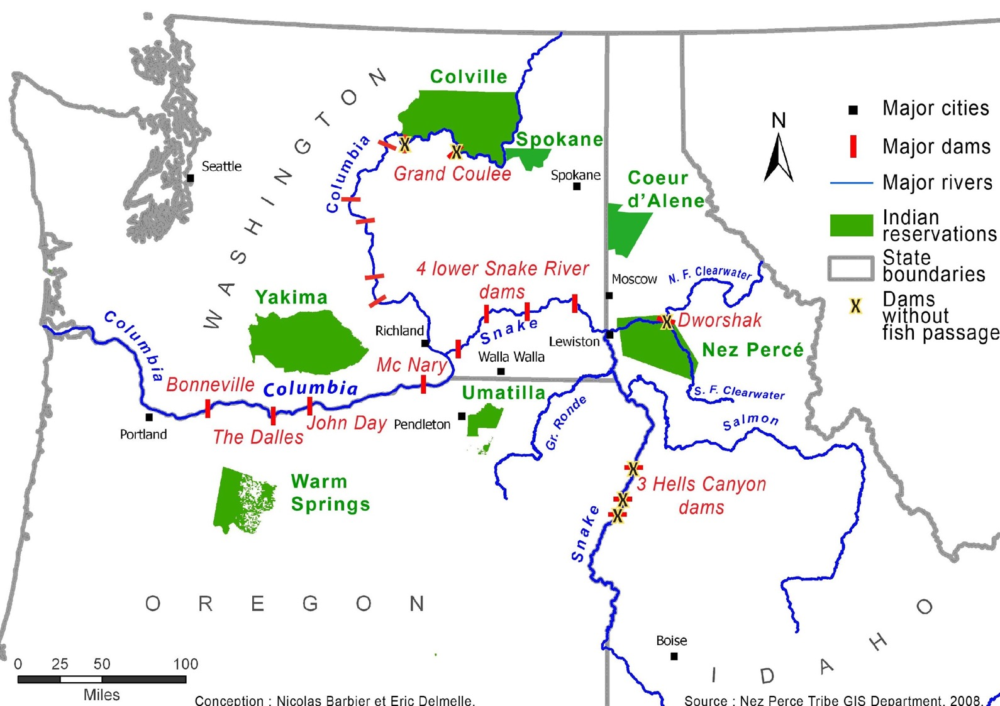 WASHINGTON
Colville
Spokane
Columbia
Grand Coulee
Seattle
Spokane
Coeur
d'Alene
N
Major cities
Major dams
Major rivers
Indian
reservations
State
boundaries
Dams
without
fish passage
X
X
X
4 lower Snake River
dams
Moscow
N. F. Clearwater
Yakima
Columbia
Richland
Snake
Lewiston
X
Dworshak
Nez Percé
Walla Walla
Mc Nary
Bonneville
Columbia
Umatilla
S. F. Clearwater
Gr. Ronde
Salmon
John Day
Pendleton
Portland
The Dalles
Warm
Springs
X
X
X
3 Hells Canyon
dams
Snake
OREGON
IDAHO
Boise
0 25 50 100
Miles
Conception : Nicolas Barbier et Eric Delmelle.
Source : Nez Perce Tribe GIS Department, 2008.